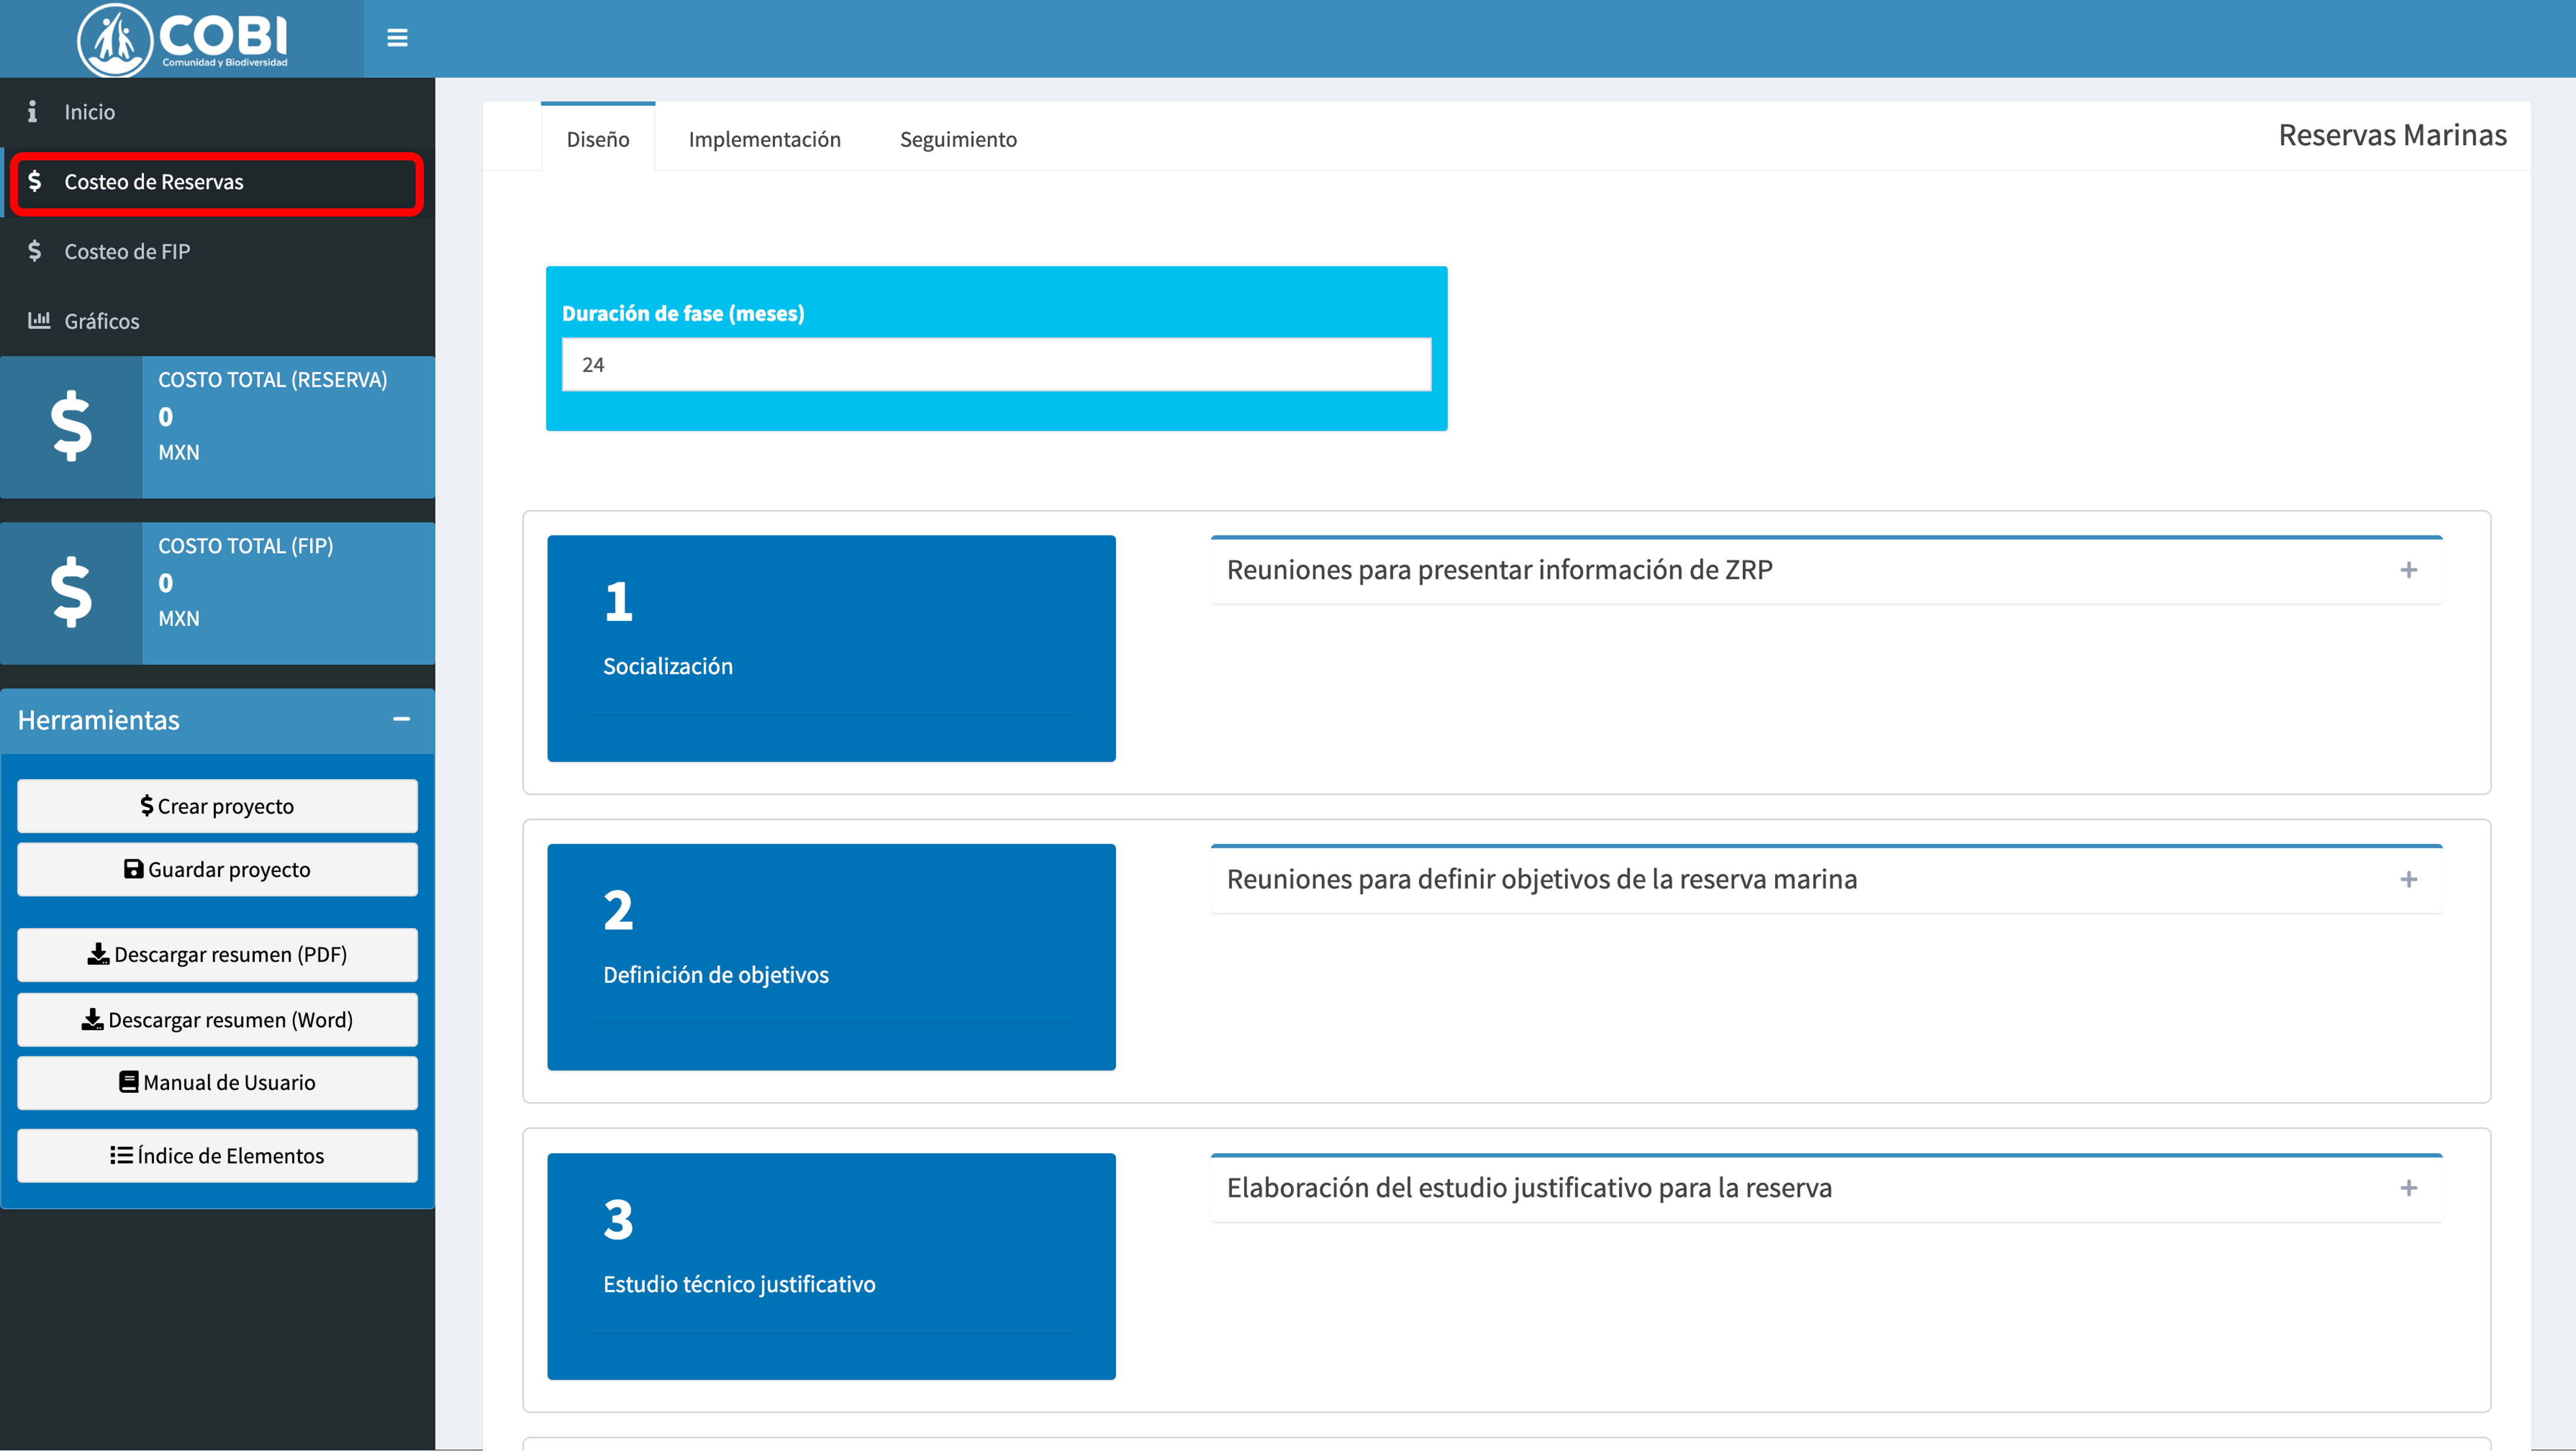 COBI
Comunidad y Biodiversidad
Inicio
Costeo de Reservas
Costeo de FIP
Gráficos
COSTO TOTAL (RESERVA)
0
MXN
COSTO TOTAL (FIP)
0
MXN
Herramientas
Crear proyecto
Guardar proyecto
Descargar resumen (PDF)
Descargar resumen (Word)
Manual de Usuario
Índice de Elementos
Diseño
Implementación
Seguimiento
Reservas Marinas
Duración de fase (meses)
24
1
Socialización
Reuniones para presentar información de ZRP
2
Definición de objetivos
Reuniones para definir objetivos de la reserva marina
3
Estudio técnico justificativo
Elaboración del estudio justificativo para la reserva